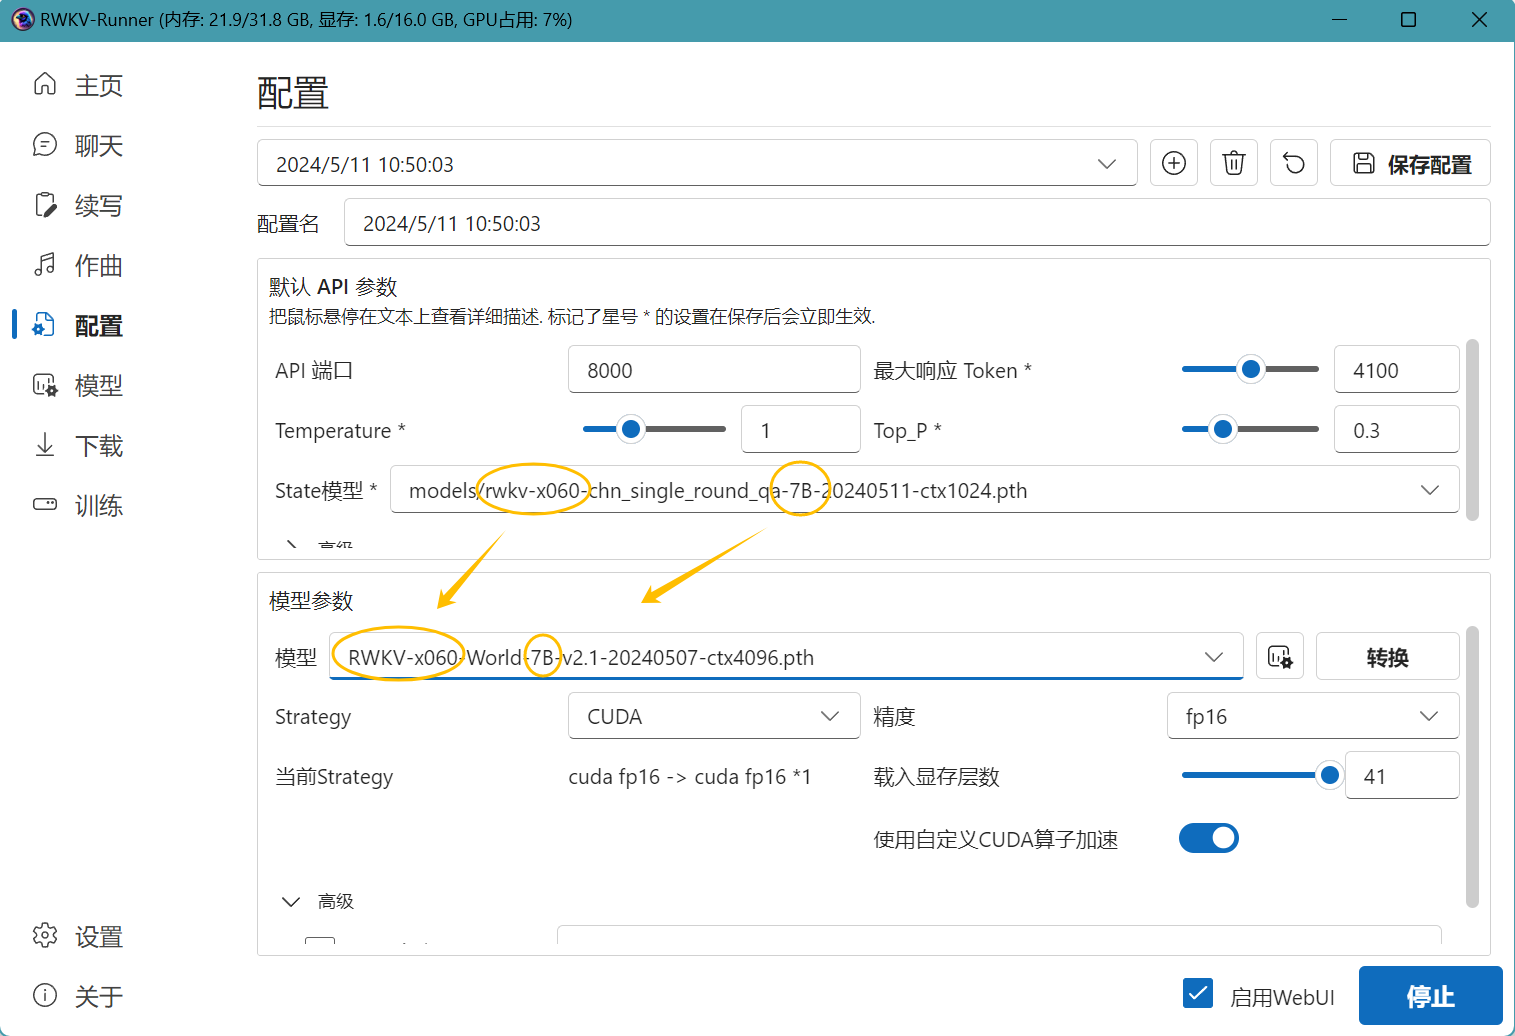 RWKV-Runner (内存: 21.9/31.8 GB, 显存: 1.6/16.0 GB, GPU占用: 7%)
主页
聊天
续写
作曲
配置
模型
下载
训练
设置
关于
配置
2024/5/11 10:50:03
保存配置
配置名 2024/5/11 10:50:03
默认 API 参数
把鼠标悬停在文本上查看详细描述. 标记了星号 * 的设置在保存后会立即生效.
API 端口 8000 最大响应 Token * 4100
Temperature * 1 Top_P * 0.3
State模型 * models/rwkv-x060-chn_single_round_qa-7B-20240511-ctx1024.pth
高级
模型参数
模型 RWKV-x060-World-7B-v2.1-20240507-ctx4096.pth 转换
Strategy CUDA 精度 fp16
当前Strategy cuda fp16 -> cuda fp16 *1 载入显存层数 41
使用自定义CUDA算子加速
高级
启用WebUI 停止